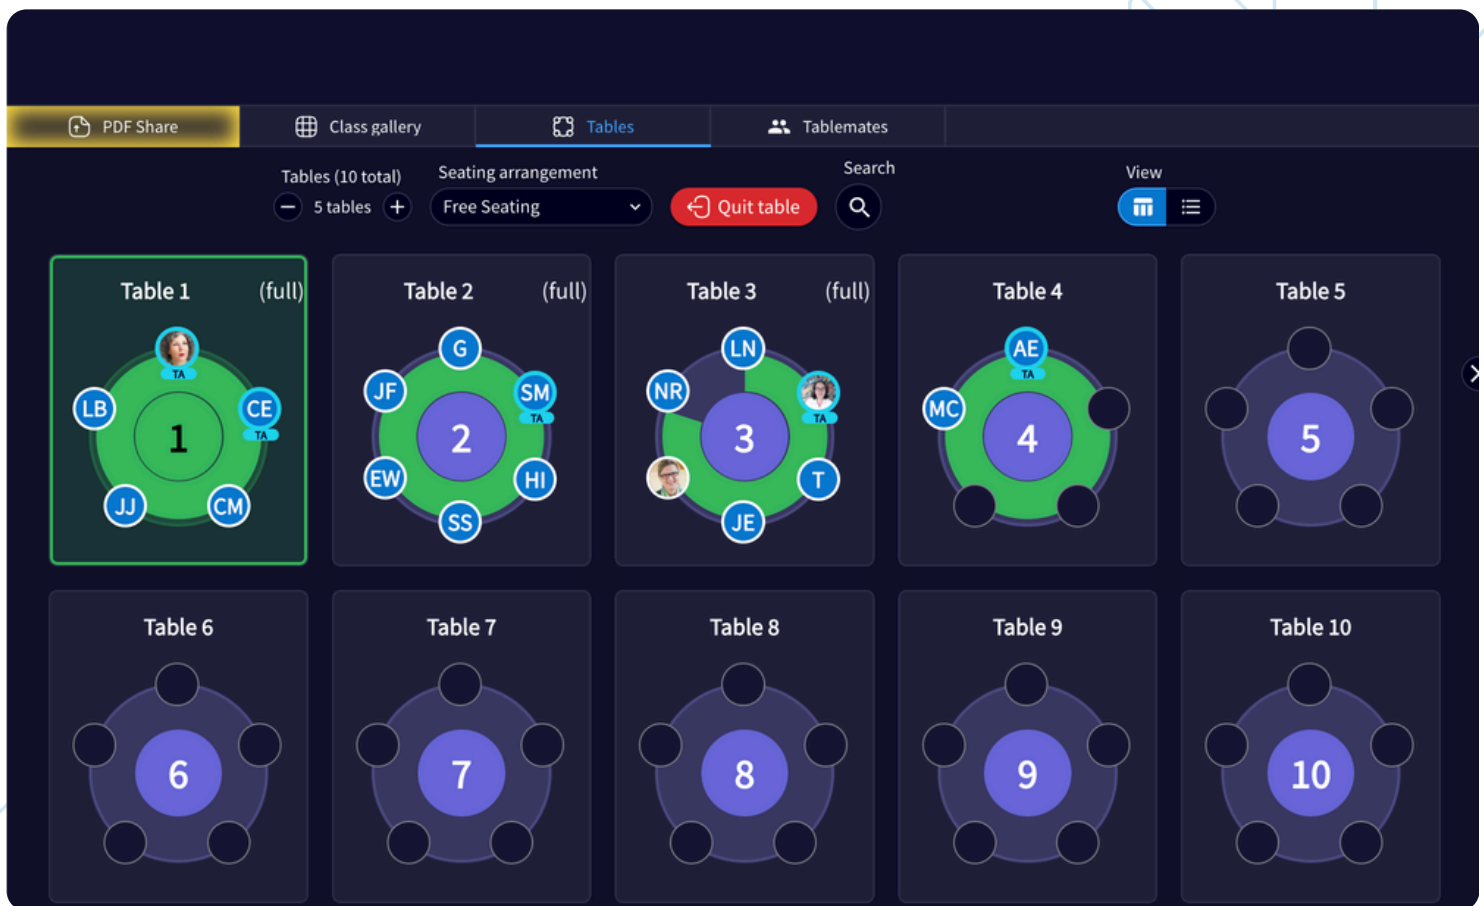 PDF Share
Class gallery
Tables
Tablemates
Tables (10 total)
Seating arrangement
Search
View
5 tables
Free Seating
Quit table
Table 1 (full)
TA
LB
CE
TA
1
JJ
CM
Table 2 (full)
G
JF
SM
TA
2
EW
HI
SS
Table 3 (full)
LN
NR
TA
3
T
JE
Table 4
AE
TA
MC
4
Table 5
5
Table 6
6
Table 7
7
Table 8
8
Table 9
9
Table 10
10